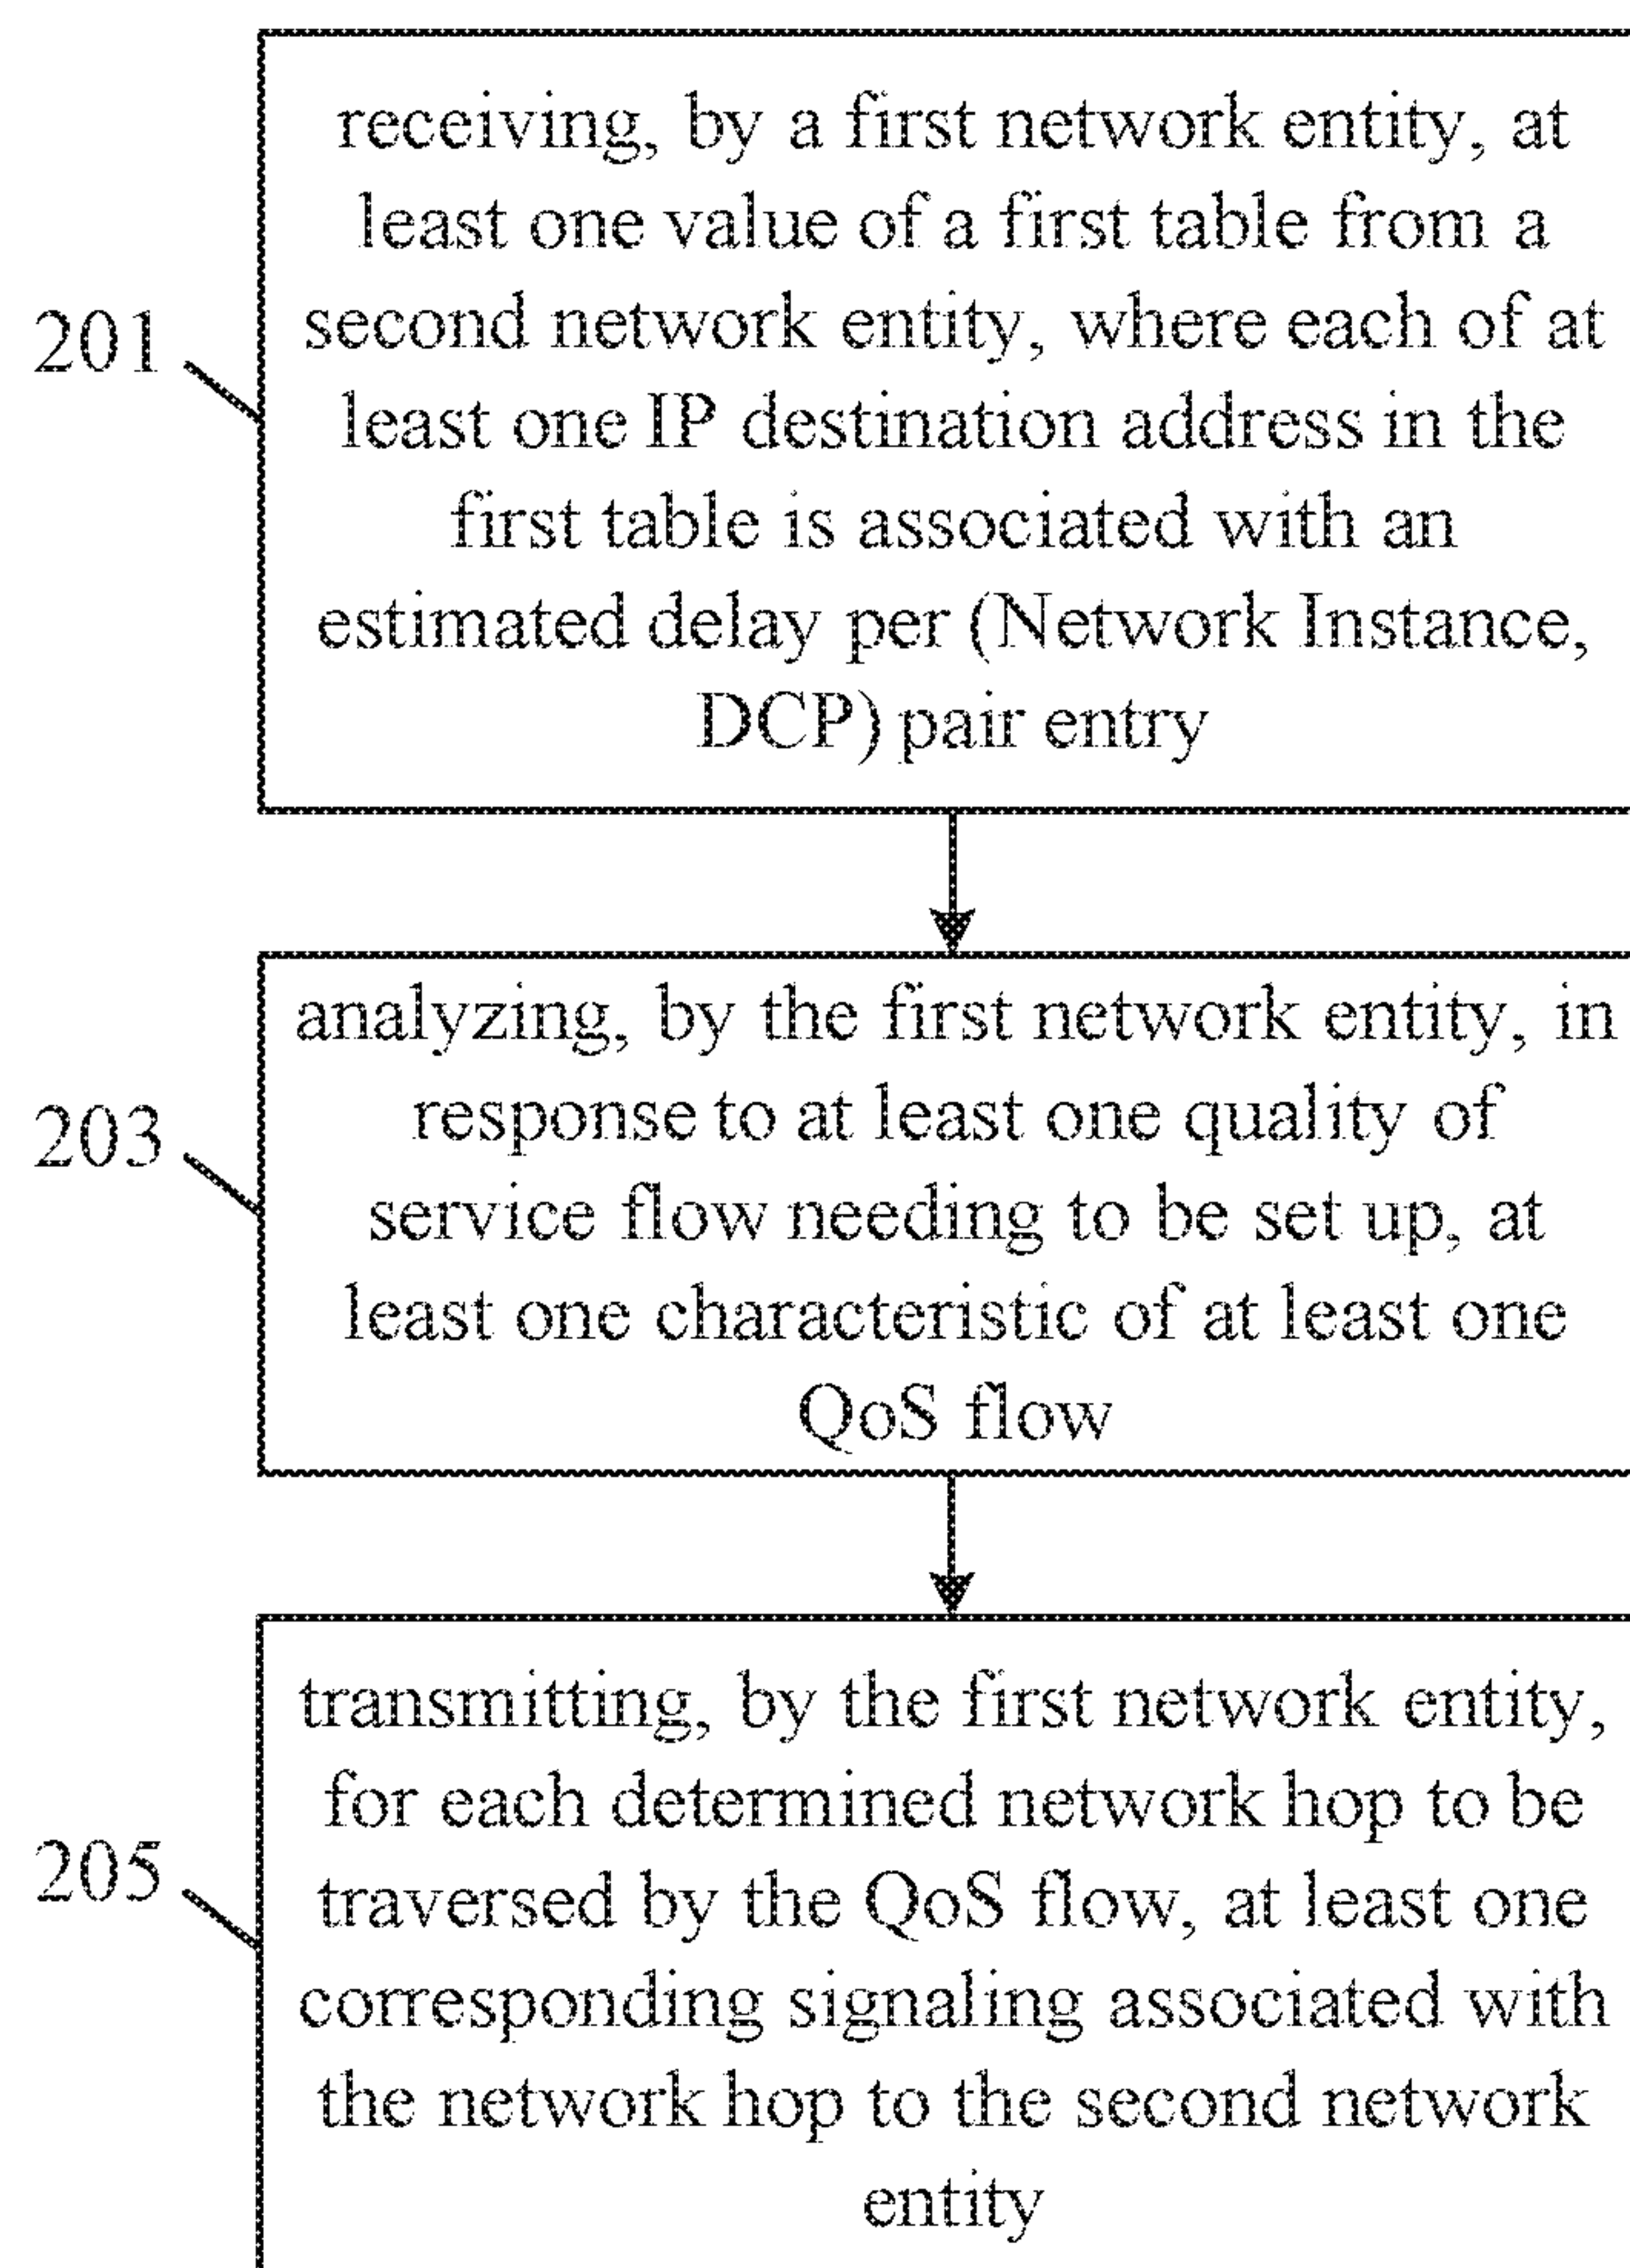 receiving, by a first network entity, at
least one value of a first table from a
second network entity, where each of at
201
least one IP destination address in the
first table is associated with an
estimated delay per (Network Instance,
DCP) pair entry
analyzing, by the first network entity, in
response to at least one quality of
203
service flow needing to be set up, at
least one characteristic of at least one
QoS flow
transmitting, by the first network entity,
for each determined network hop to be
205
traversed by the QoS flow, at least one
corresponding signaling associated with
the network hop to the second network
entity